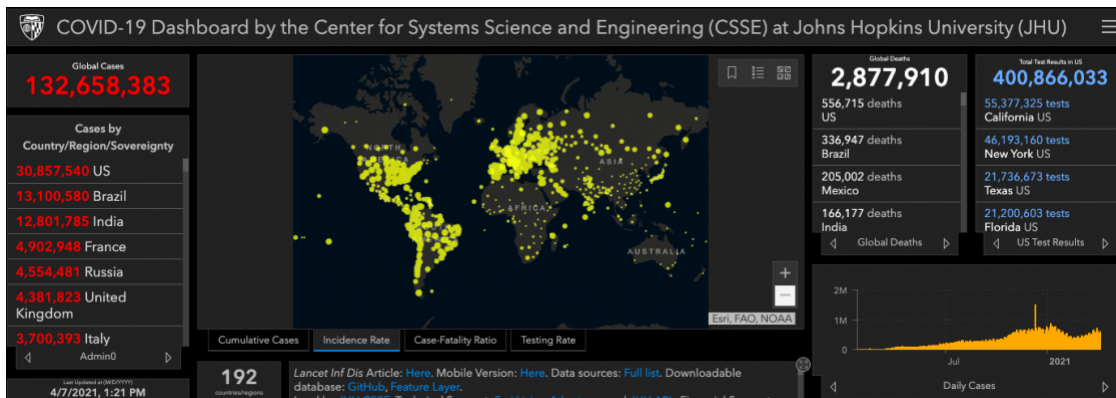 COVID-19 Dashboard by the Center for Systems Science and Engineering (CSSE) at Johns Hopkins University (JHU)
Global Cases
132,658,383
Cases by
Country/Region/Sovereignty
30,857,540 US
13,100,580 Brazil
12,801,785 India
4,902,948 France
4,554,481 Russia
4,381,823 United
Kingdom
3,700,393 Italy
Admin0
Last Updated at (M/D/YYYY)
4/7/2021, 1:21 PM
NORTH
AMERICA
ASIA
AFRICA
AUSTRALIA
Esri, FAO, NOAA
Cumulative Cases
Incidence Rate
Case-Fatality Ratio
Testing Rate
192
countries/regions
Lancet Inf Dis Article: Here. Mobile Version: Here. Data sources: Full list. Downloadable
database: GitHub, Feature Layer.
Global Deaths
2,877,910
556,715 deaths
US
336,947 deaths
Brazil
205,002 deaths
Mexico
166,177 deaths
India
Global Deaths
Total Test Results in US
400,866,033
55,377,325 tests
California US
46,193,160 tests
New York US
21,736,673 tests
Texas US
21,200,603 tests
Florida US
US Test Results
2M
1M
0
Jul
2021
Daily Cases